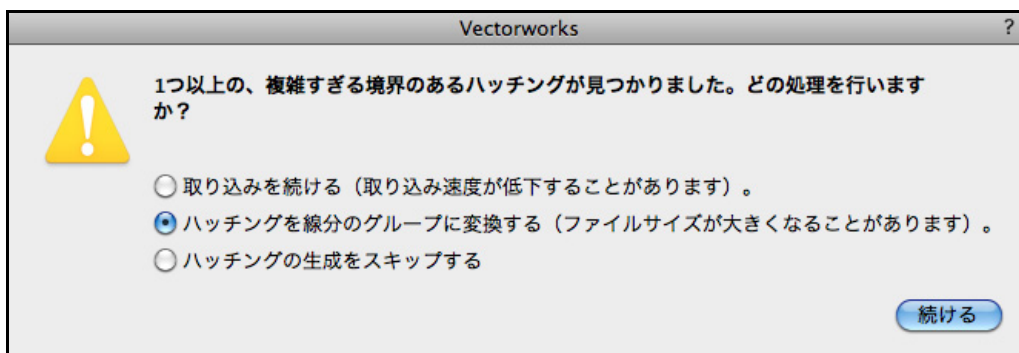 Vectorworks
?
1つ以上の、複雑すぎる境界のあるハッチングが見つかりました。どの処理を行います
か？
取り込みを続ける（取り込み速度が低下することがあります）。
ハッチングを線分のグループに変換する（ファイルサイズが大きくなることがあります）。
ハッチングの生成をスキップする
続ける